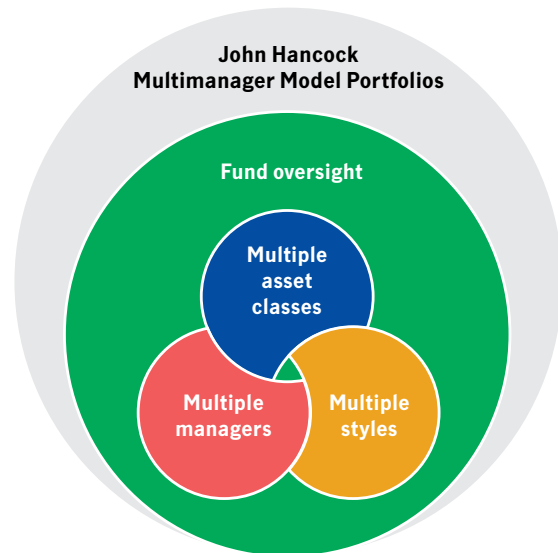 John Hancock
Multimanager Model Portfolios
Fund oversight
Multiple
asset
classes
Multiple
managers
Multiple
styles